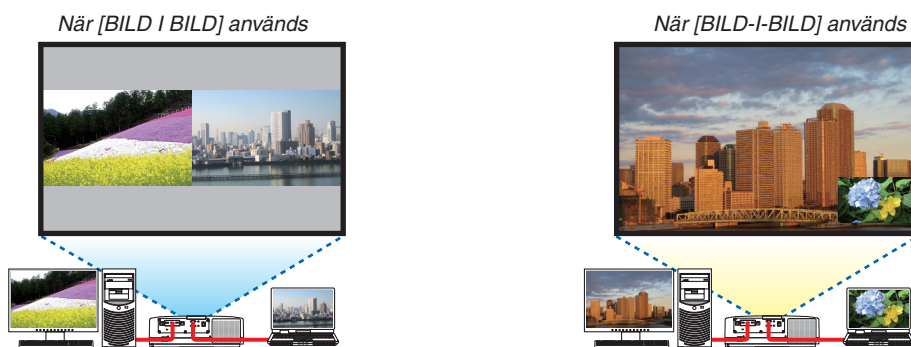 När [BILD I BILD] används
När [BILD-I-BILD] används